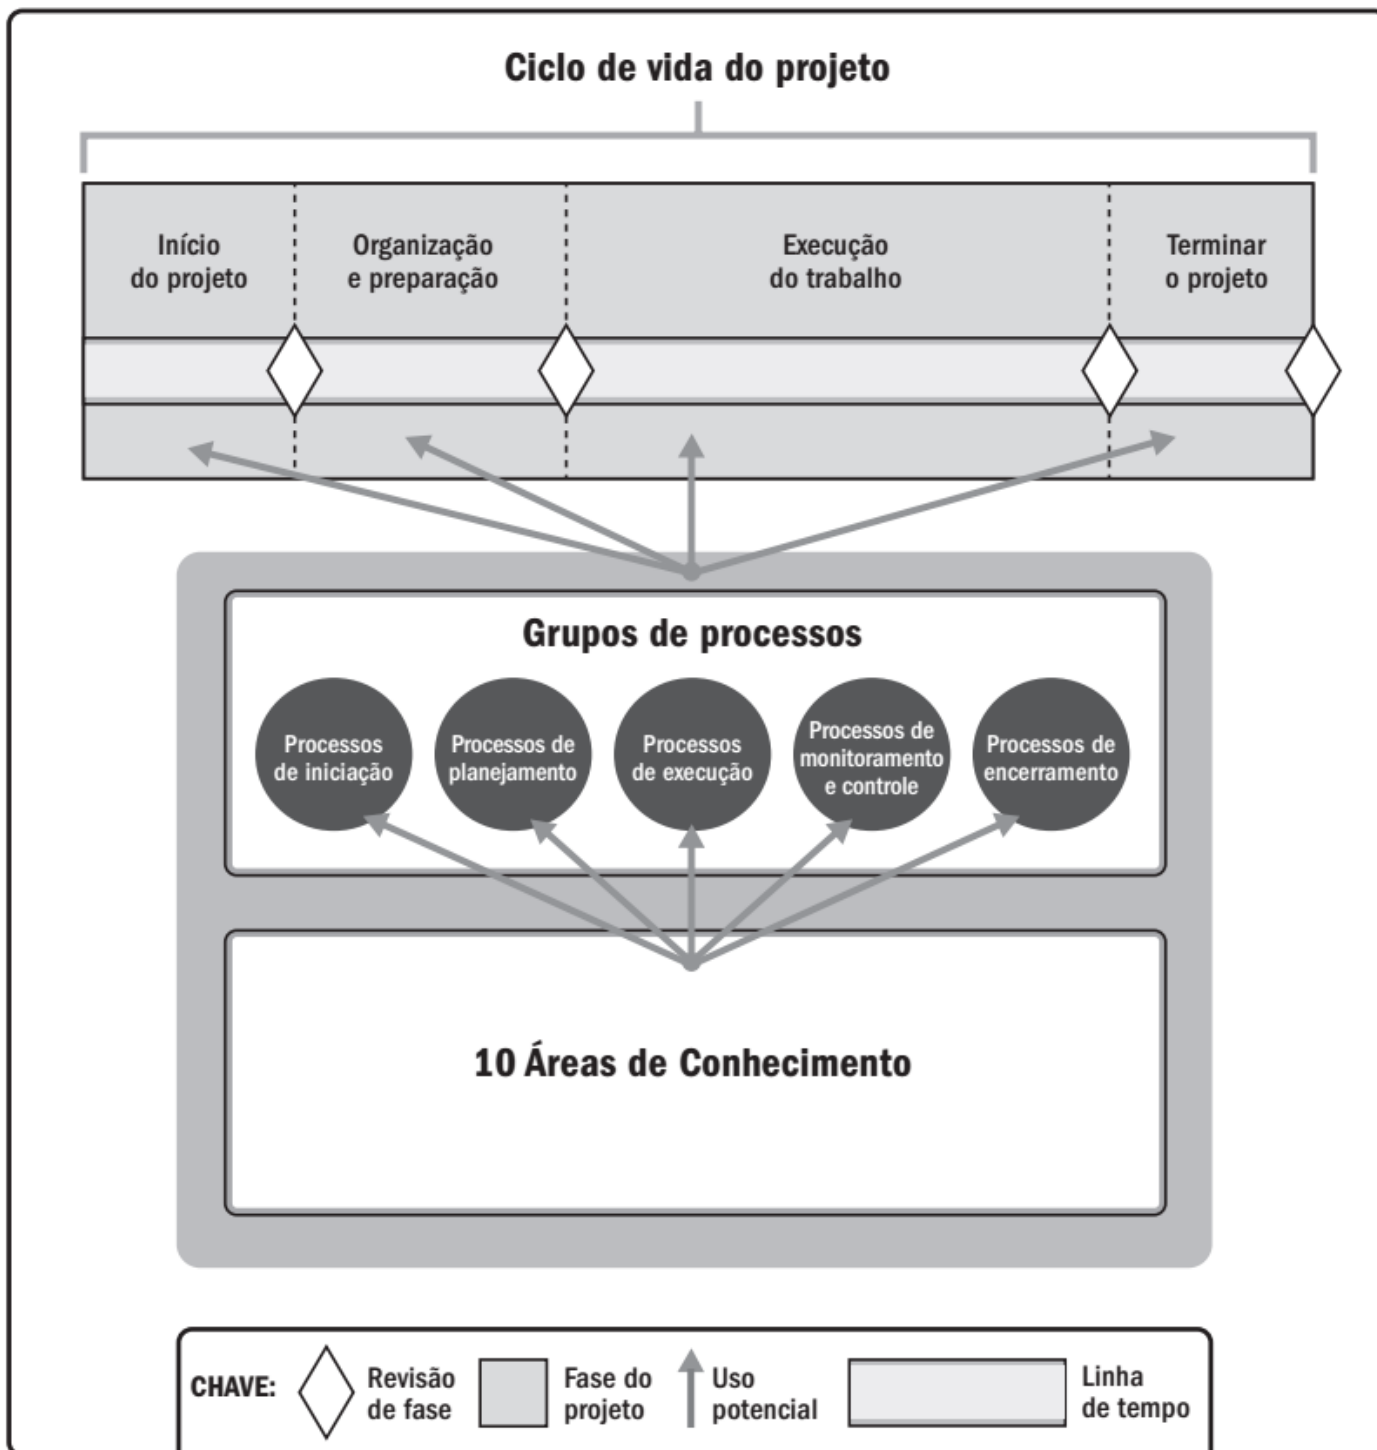 Ciclo de vida do projeto
Início
do projeto
Organização
e preparação
Execução
do trabalho
Terminar
o projeto
Grupos de processos
Processos
de iniciação
Processos de
planejamento
Processos
de execução
Processos de
monitoramento
e controle
Processos de
encerramento
10 Áreas de Conhecimento
CHAVE:
Revisão
de fase
Fase do
projeto
Uso
potencial
Linha
de tempo